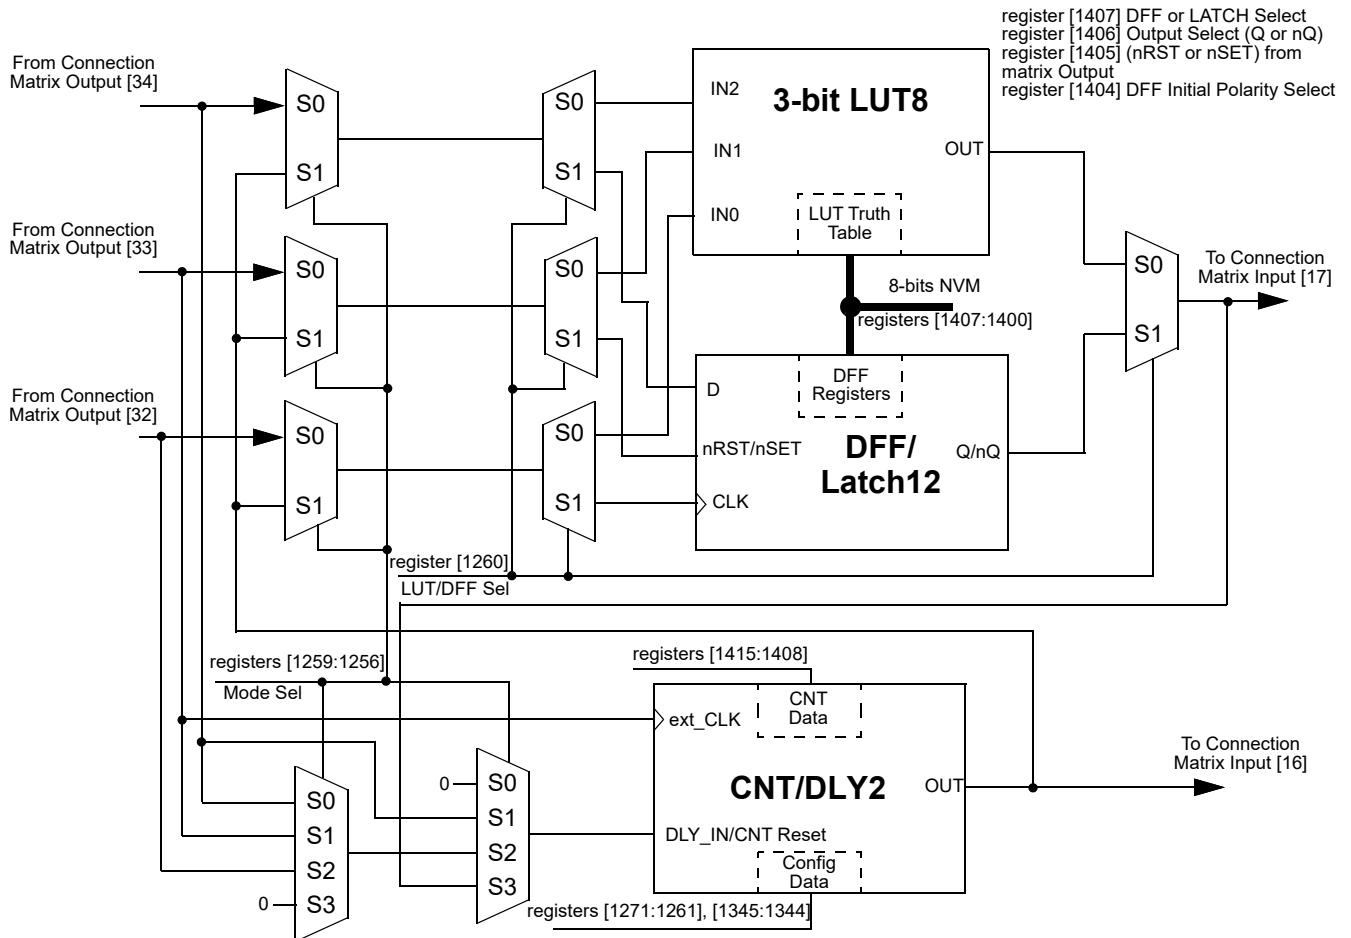 register [1407] DFF or LATCH Select
register [1406] Output Select (Q or nQ)
register [1405] (nRST or nSET) from
matrix Output
register [1404] DFF Initial Polarity Select
From Connection
Matrix Output [34]
S0
S1
S0
S1
IN2
3-bit LUT8
IN1
OUT
IN0
LUT Truth
Table
From Connection
Matrix Output [33]
S0
S1
S0
S1
8-bits NVM
registers [1407:1400]
S0
S1
To Connection
Matrix Input [17]
From Connection
Matrix Output [32]
S0
S1
S0
S1
DFF
Registers
D
nRST/nSET
DFF/
Latch12
Q/nQ
CLK
register [1260]
LUT/DFF Sel
registers [1259:1256]
Mode Sel
registers [1415:1408]
CNT
Data
ext_CLK
CNT/DLY2
OUT
To Connection
Matrix Input [16]
0
S0
S1
S2
S3
S0
S1
S2
0
S3
DLY_IN/CNT Reset
Config
Data
registers [1271:1261], [1345:1344]